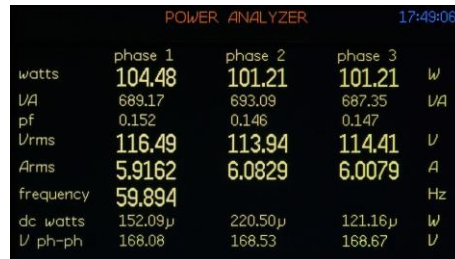 POWER ANALYZER 17:49:06
phase 1 phase 2 phase 3
watts 104.48 101.21 101.21 W
VA 689.17 693.09 687.35 VA
pf 0.152 0.146 0.147
Vrms 116.49 113.94 114.41 V
Arms 5.9162 6.0829 6.0079 A
frequency 59.894 Hz
dc watts 152.09µ 220.50µ 121.16µ W
V ph-ph 168.08 168.53 168.67 V